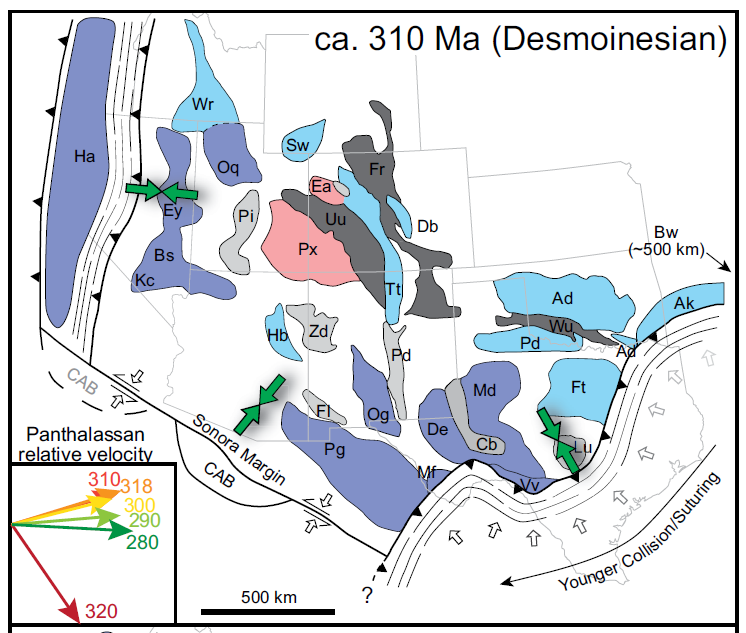 ca. 310 Ma (Desmoinesian)
Wr
Sw
Fr
Ha
Oq
Ea
Ey
Pi
Uu
Db
Px
Bw
(~500 km)
Bs
Kc
Tt
Ad
Ak
Hb
Zd
Wu
Pd
Ad
Pd
CAB
Ft
Md
Fl
Og
De
Cb
Lu
Sonora Margin
Pg
Mf
Vv
CAB
Panthalassan
relative velocity
310
318
300
290
280
320
500 km
?
Younger Collision/Suturing